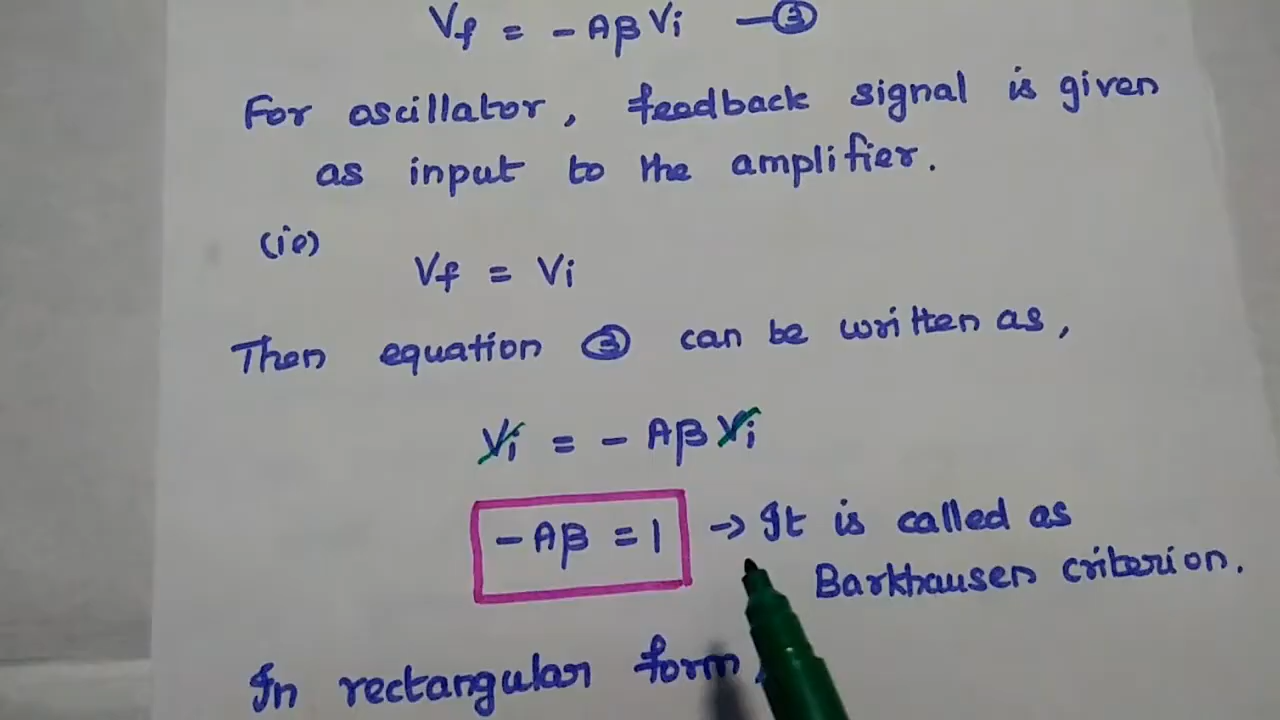 Vf = - Aβ Vi — ③
For oscillator, feedback signal is given
as input to the amplifier.
(ie)
Vf = Vi
Then equation ③ can be written as,
Vi = - Aβ Vi
- Aβ = 1 → It is called as
Barkhausen criterion.
In rectangular form,